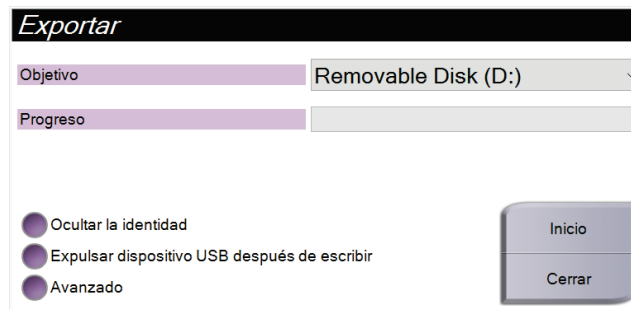 Exportar
Objetivo
Removable Disk (D:)
Progreso
Ocultar la identidad
Expulsar dispositivo USB después de escribir
Avanzado
Inicio
Cerrar